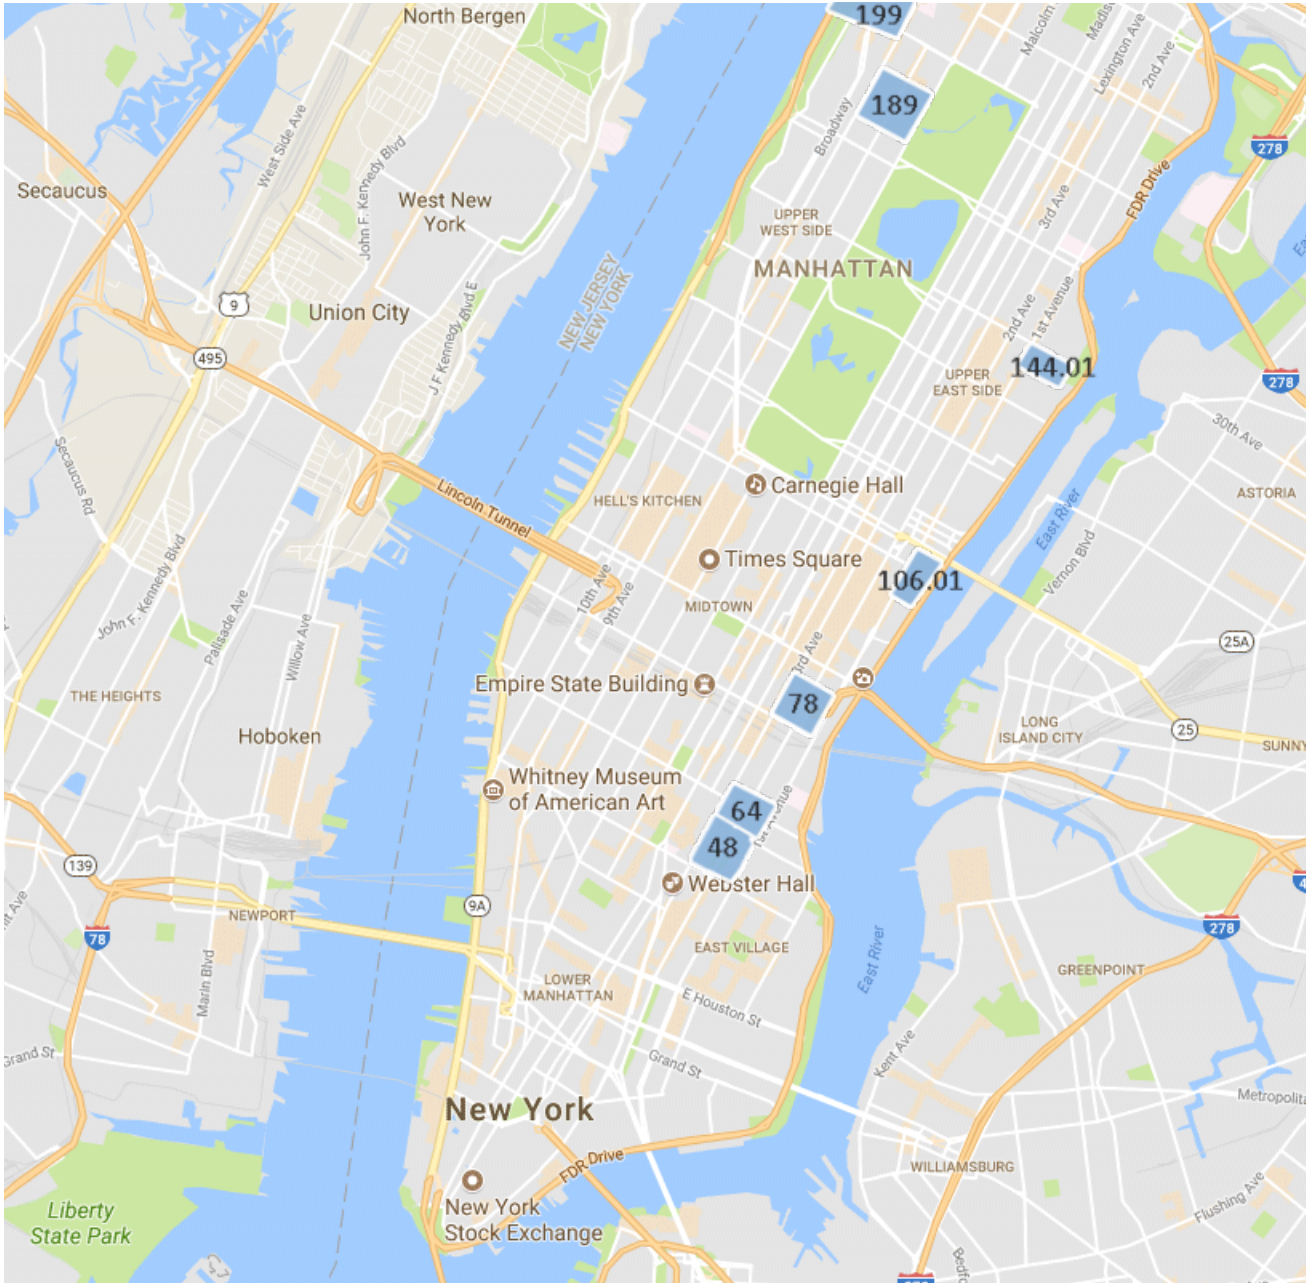 North Bergen
199
Malcolm
Madis
Lexington Ave
2nd Ave
189
Broadway
West Side Ave
278
John F. Kennedy Blvd
FDR Drive
Secaucus
West New
York
3rd Ave
UPPER
WEST SIDE
MANHATTAN
NEW JERSEY
NEW YORK
9
Union City
J F Kennedy Blvd E
2nd Ave
1st Avenue
495
144.01
UPPER
EAST SIDE
278
30th Ave
Secaucus Rd
Carnegie Hall
HELL'S KITCHEN
ASTORIA
Lincoln Tunnel
East River
Times Square
Vernon Blvd
106.01
John F. Kennedy Blvd
10th Ave
9th Ave
MIDTOWN
Palisade Ave
Willow Ave
25A
3rd Ave
Empire State Building
THE HEIGHTS
78
Hoboken
LONG
ISLAND CITY
25
SUNNY
Whitney Museum
of American Art
64
48
139
Webster Hall
9A
NEWPORT
278
78
EAST VILLAGE
East River
GREENPOINT
Marin Blvd
LOWER
MANHATTAN
E Houston St
Grand St
Grand St
Kent Ave
Metropolita
New York
FDR Drive
WILLIAMSBURG
New York
Stock Exchange
Flushing Ave
Liberty
State Park
Bedfo